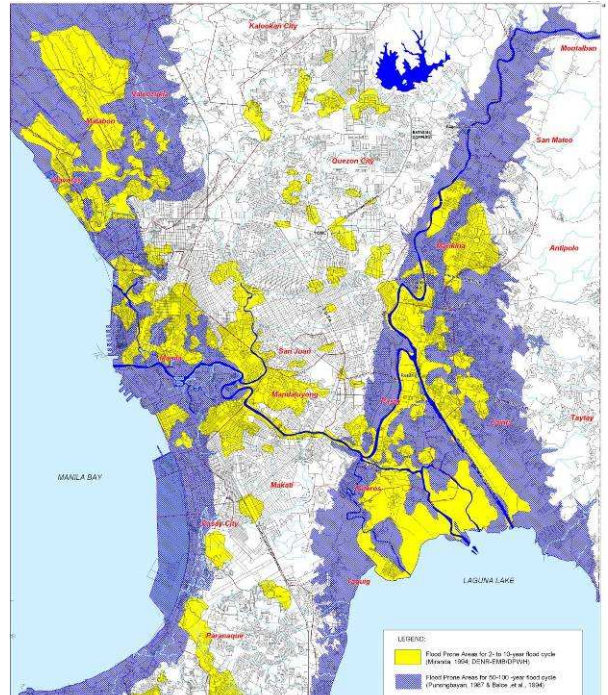 Kalookan City
Montalban
Valenzuela
Malabon
San Mateo
Quezon City
Navotas
Marikina
Antipolo
San Juan
Manila
Mandaluyong
Pasig
Cainta
Taytay
MANILA BAY
Makati
Pateros
Pasay City
Taguig
LAGUNA LAKE
Paranaque
LEGEND:
Flood Prone Areas for 2- to 10-year flood cycle
(Miranda, 1994; DENR-EMB/DPWH)
Flood Prone Areas for 50-100 -year flood cycle
(Punongbayan, 1987 & Balce ,et al., 1994)